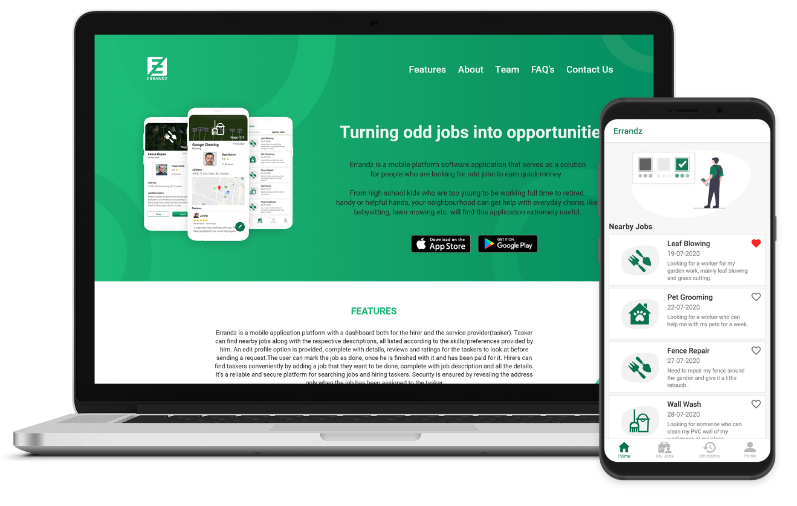 ERRANDZ
Features About Team FAQ's Contact Us
Turning odd jobs into opportunitie
Errandz is a mobile platform software application that serves as a solution
for people who are looking for odd jobs to earn quick money.
From high school kids who are too young to be working full time to retired
handy or helpful hands, your neighbourhood can get help with everyday chores like
babysitting, lawn mowing etc. will find this application extremely useful.
Download on the
App Store
GET IT ON
Google Play
FEATURES
Errandz is a mobile application platform with a dashboard both for the hirer and the service provider(tasker). Tasker
can find nearby jobs along with the respective descriptions, all listed according to the skills/preferences provided by
him. An edit profile option is provided, complete with details, reviews and ratings for the taskers to look at before
sending a request.The user can mark the job as done, once he is finished with it and has been paid for it. Hirers can
find taskers conveniently by adding a job that they want to be done, complete with job description and all the details.
It's a reliable and secure platform for searching jobs and hiring taskers. Security is ensured by revealing the address
only when the job has been assigned to the tasker.
Garage Cleaning
Errandz
Nearby Jobs
Leaf Blowing
19-07-2020
Looking for a worker for my
garden work, mainly leaf blowing
and grass cutting.
Pet Grooming
22-07-2020
Looking for a worker who can
help me with my pets for a week.
Fence Repair
27-07-2020
Need to repair my fence around
the garden and give it a little
retouch
Wall Wash
28-07-2020
Looking for someone who can
clean my PVC wall of my
Home My Jobs Job History Profile